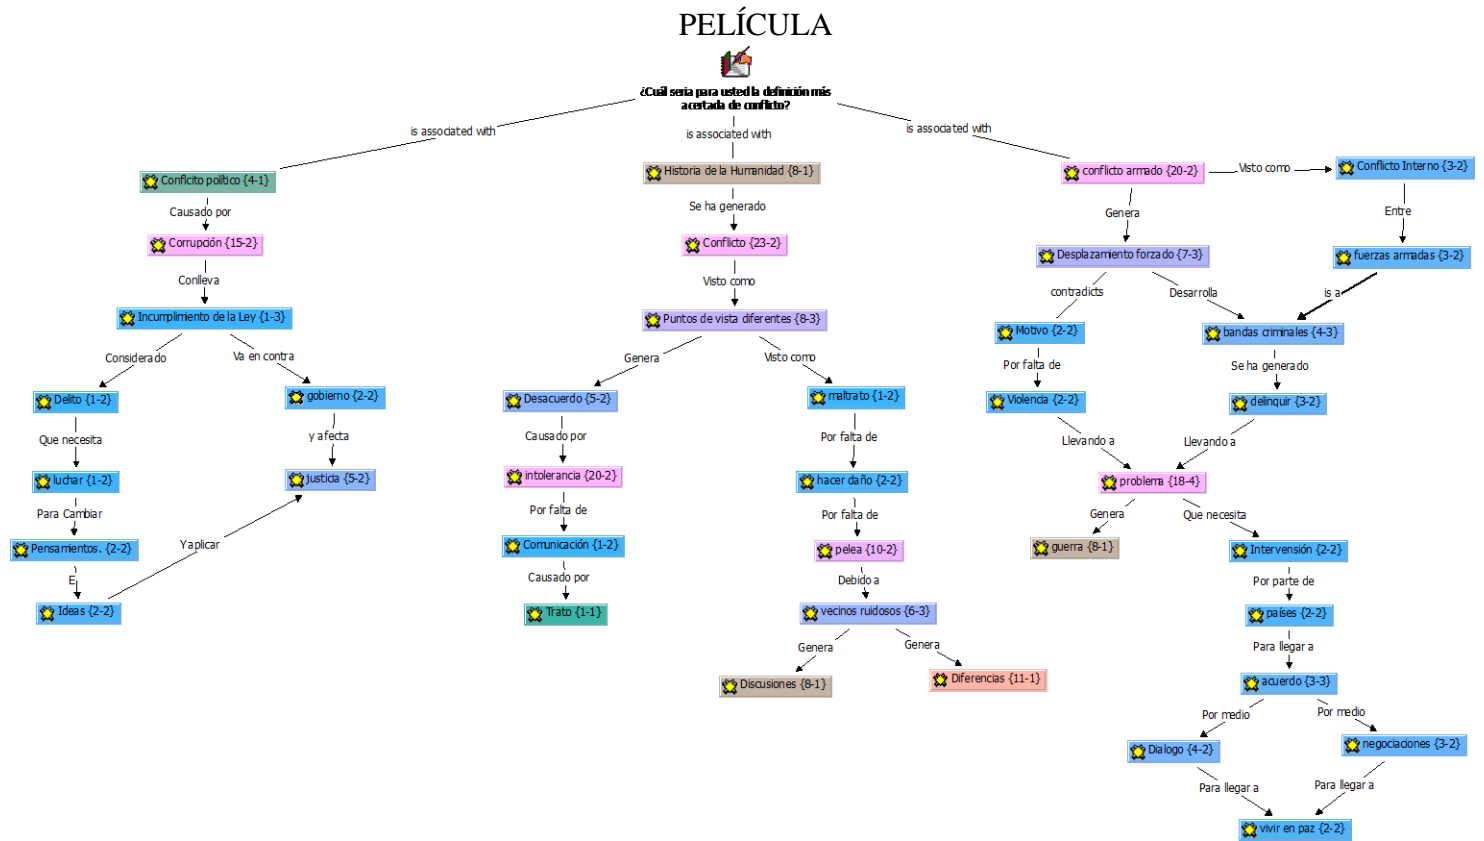 PELÍCULA
¿Cuál seria para usted la definición más
acertada de conflicto?
is associated with
is associated with
is associated with
Conflcito político {4-1}
Historia de la Humanidad {8-1}
conflicto armado {20-2}
Visto como
Conflicto Interno {3-2}
Causado por
Se ha generado
Genera
Entre
Corrupción {15-2}
Conflicto {23-2}
Desplazamiento forzado {7-3}
fuerzas armadas {3-2}
Conlleva
Visto como
contradicts
Desarrolla
is a
Incumplimiento de la Ley {1-3}
Puntos de vista diferentes {8-3}
Motivo {2-2}
bandas criminales {4-3}
Considerado
Va en contra
Genera
Visto como
Por falta de
Se ha generado
Delito {1-2}
gobierno {2-2}
Desacuerdo {5-2}
maltrato {1-2}
Violencia {2-2}
delinquir {3-2}
Que necesita
y afecta
Causado por
Por falta de
Llevando a
Llevando a
luchar {1-2}
justicia {5-2}
intolerancia {20-2}
hacer daño {2-2}
problema {18-4}
Para Cambiar
Por falta de
Por falta de
Genera
Que necesita
Pensamientos. {2-2}
Y aplicar
Comunicación {1-2}
pelea {10-2}
guerra {8-1}
Intervensión {2-2}
E
Causado por
Debido a
Por parte de
Ideas {2-2}
Trato {1-1}
vecinos ruidosos {6-3}
países {2-2}
Genera
Genera
Para llegar a
Discusiones {8-1}
Diferencias {11-1}
acuerdo {3-3}
Por medio
Por medio
Dialogo {4-2}
negociaciones {3-2}
Para llegar a
Para llegar a
vivir en paz {2-2}